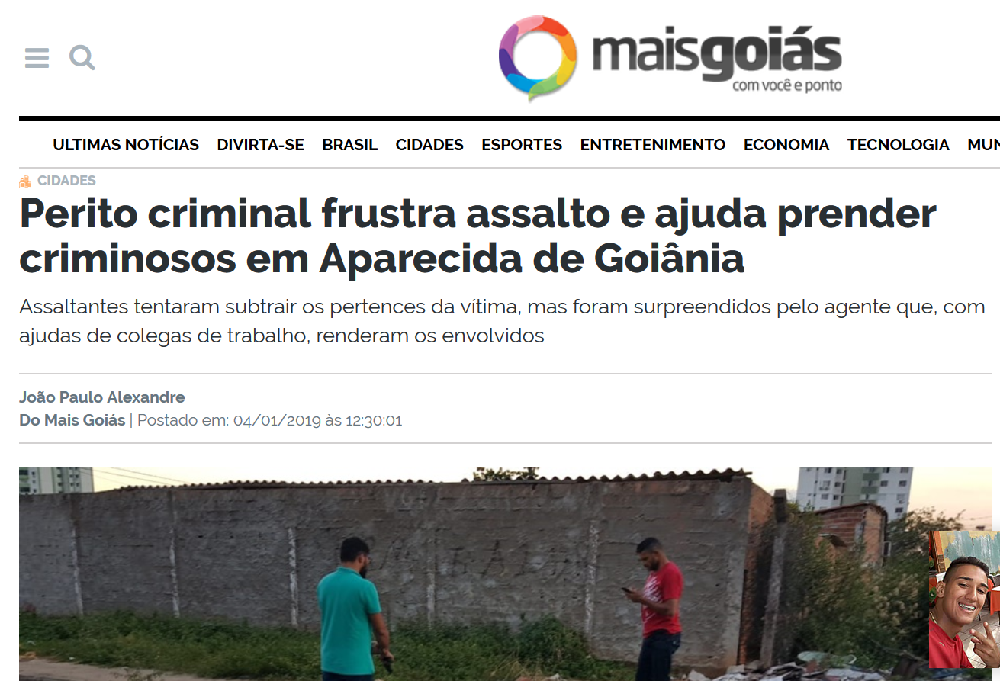 maisgoiás
com você e ponto
ULTIMAS NOTÍCIAS DIVIRTA-SE BRASIL CIDADES ESPORTES ENTRETENIMENTO ECONOMIA TECNOLOGIA MUN
CIDADES
Perito criminal frustra assalto e ajuda prender
criminosos em Aparecida de Goiânia
Assaltantes tentaram subtrair os pertences da vítima, mas foram surpreendidos pelo agente que, com
ajudas de colegas de trabalho, renderam os envolvidos
João Paulo Alexandre
Do Mais Goiás | Postado em: 04/01/2019 às 12:30:01